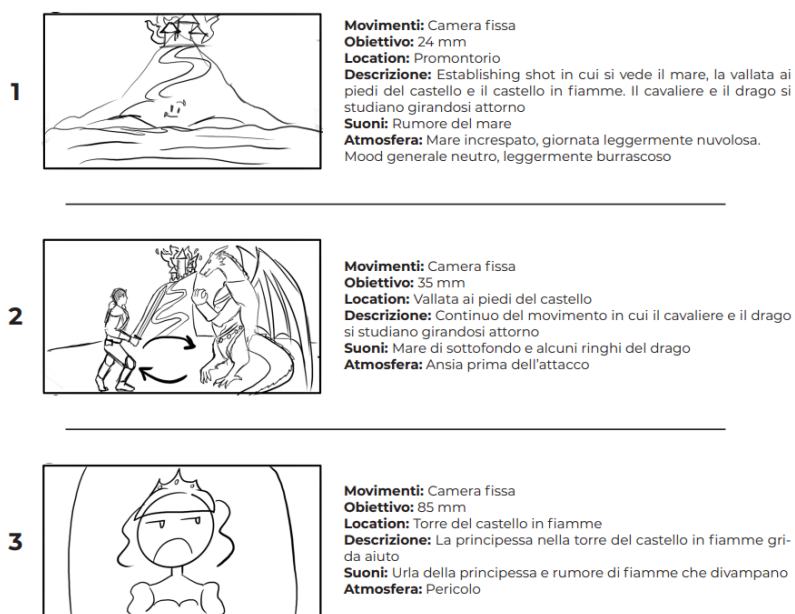 1
Movimenti: Camera fissa
Obiettivo: 24 mm
Location: Promontorio
Descrizione: Establishing shot in cui si vede il mare, la vallata ai
piedi del castello e il castello in fiamme. Il cavaliere e il drago si
studiano girandosi attorno
Suoni: Rumore del mare
Atmosfera: Mare increspato, giornata leggermente nuvolosa.
Mood generale neutro, leggermente burrascoso
2
Movimenti: Camera fissa
Obiettivo: 35 mm
Location: Vallata ai piedi del castello
Descrizione: Continuo del movimento in cui il cavaliere e il drago
si studiano girandosi attorno
Suoni: Mare di sottofondo e alcuni ringhi del drago
Atmosfera: Ansia prima dell'attacco
3
Movimenti: Camera fissa
Obiettivo: 85 mm
Location: Torre del castello in fiamme
Descrizione: La principessa nella torre del castello in fiamme gri-
da aiuto
Suoni: Urla della principessa e rumore di fiamme che divampano
Atmosfera: Pericolo